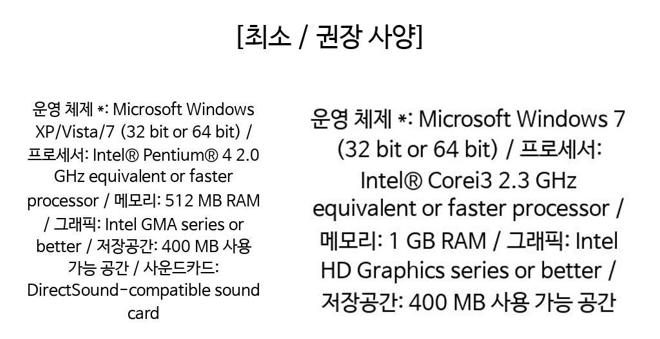 [최소 / 권장 사양]
운영 체제 *: Microsoft Windows
XP/Vista/7 (32 bit or 64 bit) /
프로세서: Intel® Pentium® 4 2.0
GHz equivalent or faster
processor / 메모리: 512 MB RAM
/ 그래픽: Intel GMA series or
better / 저장공간: 400 MB 사용
가능 공간 / 사운드카드:
DirectSound-compatible sound
card
운영 체제 *: Microsoft Windows 7
(32 bit or 64 bit) / 프로세서:
Intel® Corei3 2.3 GHz
equivalent or faster processor /
메모리: 1 GB RAM / 그래픽: Intel
HD Graphics series or better /
저장공간: 400 MB 사용 가능 공간